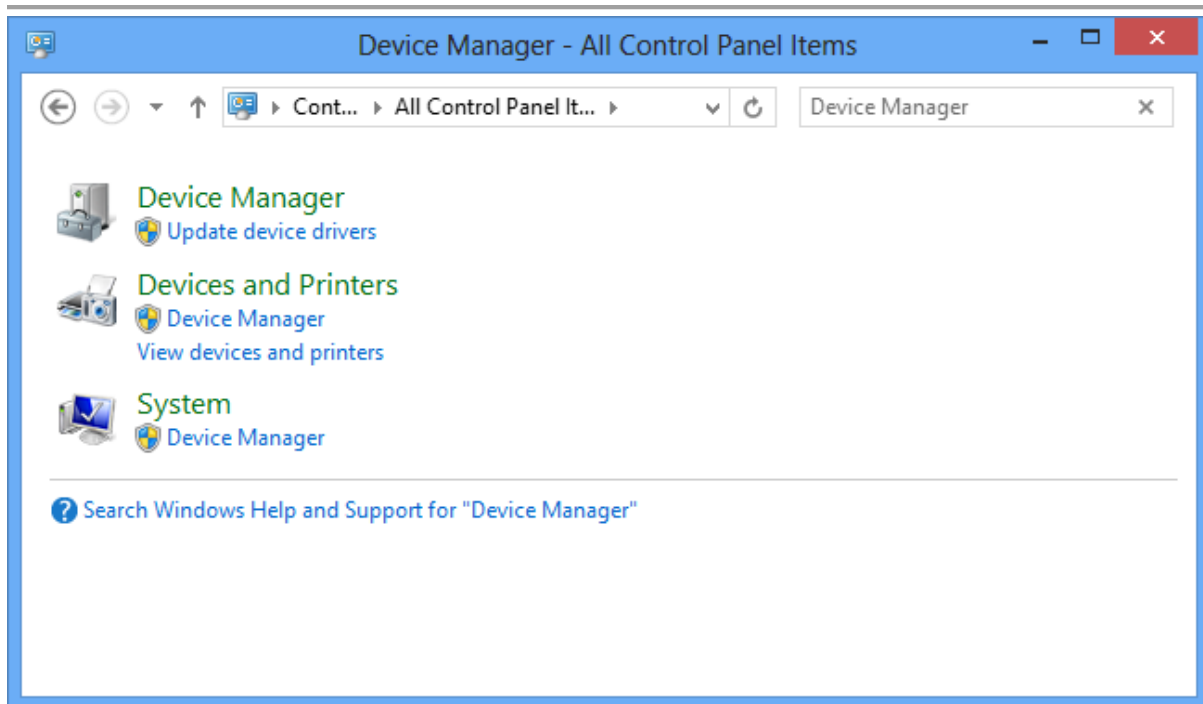 Device Manager - All Control Panel Items
Cont... All Control Panel It... Device Manager
Device Manager
Update device drivers
Devices and Printers
Device Manager
View devices and printers
System
Device Manager
Search Windows Help and Support for "Device Manager"